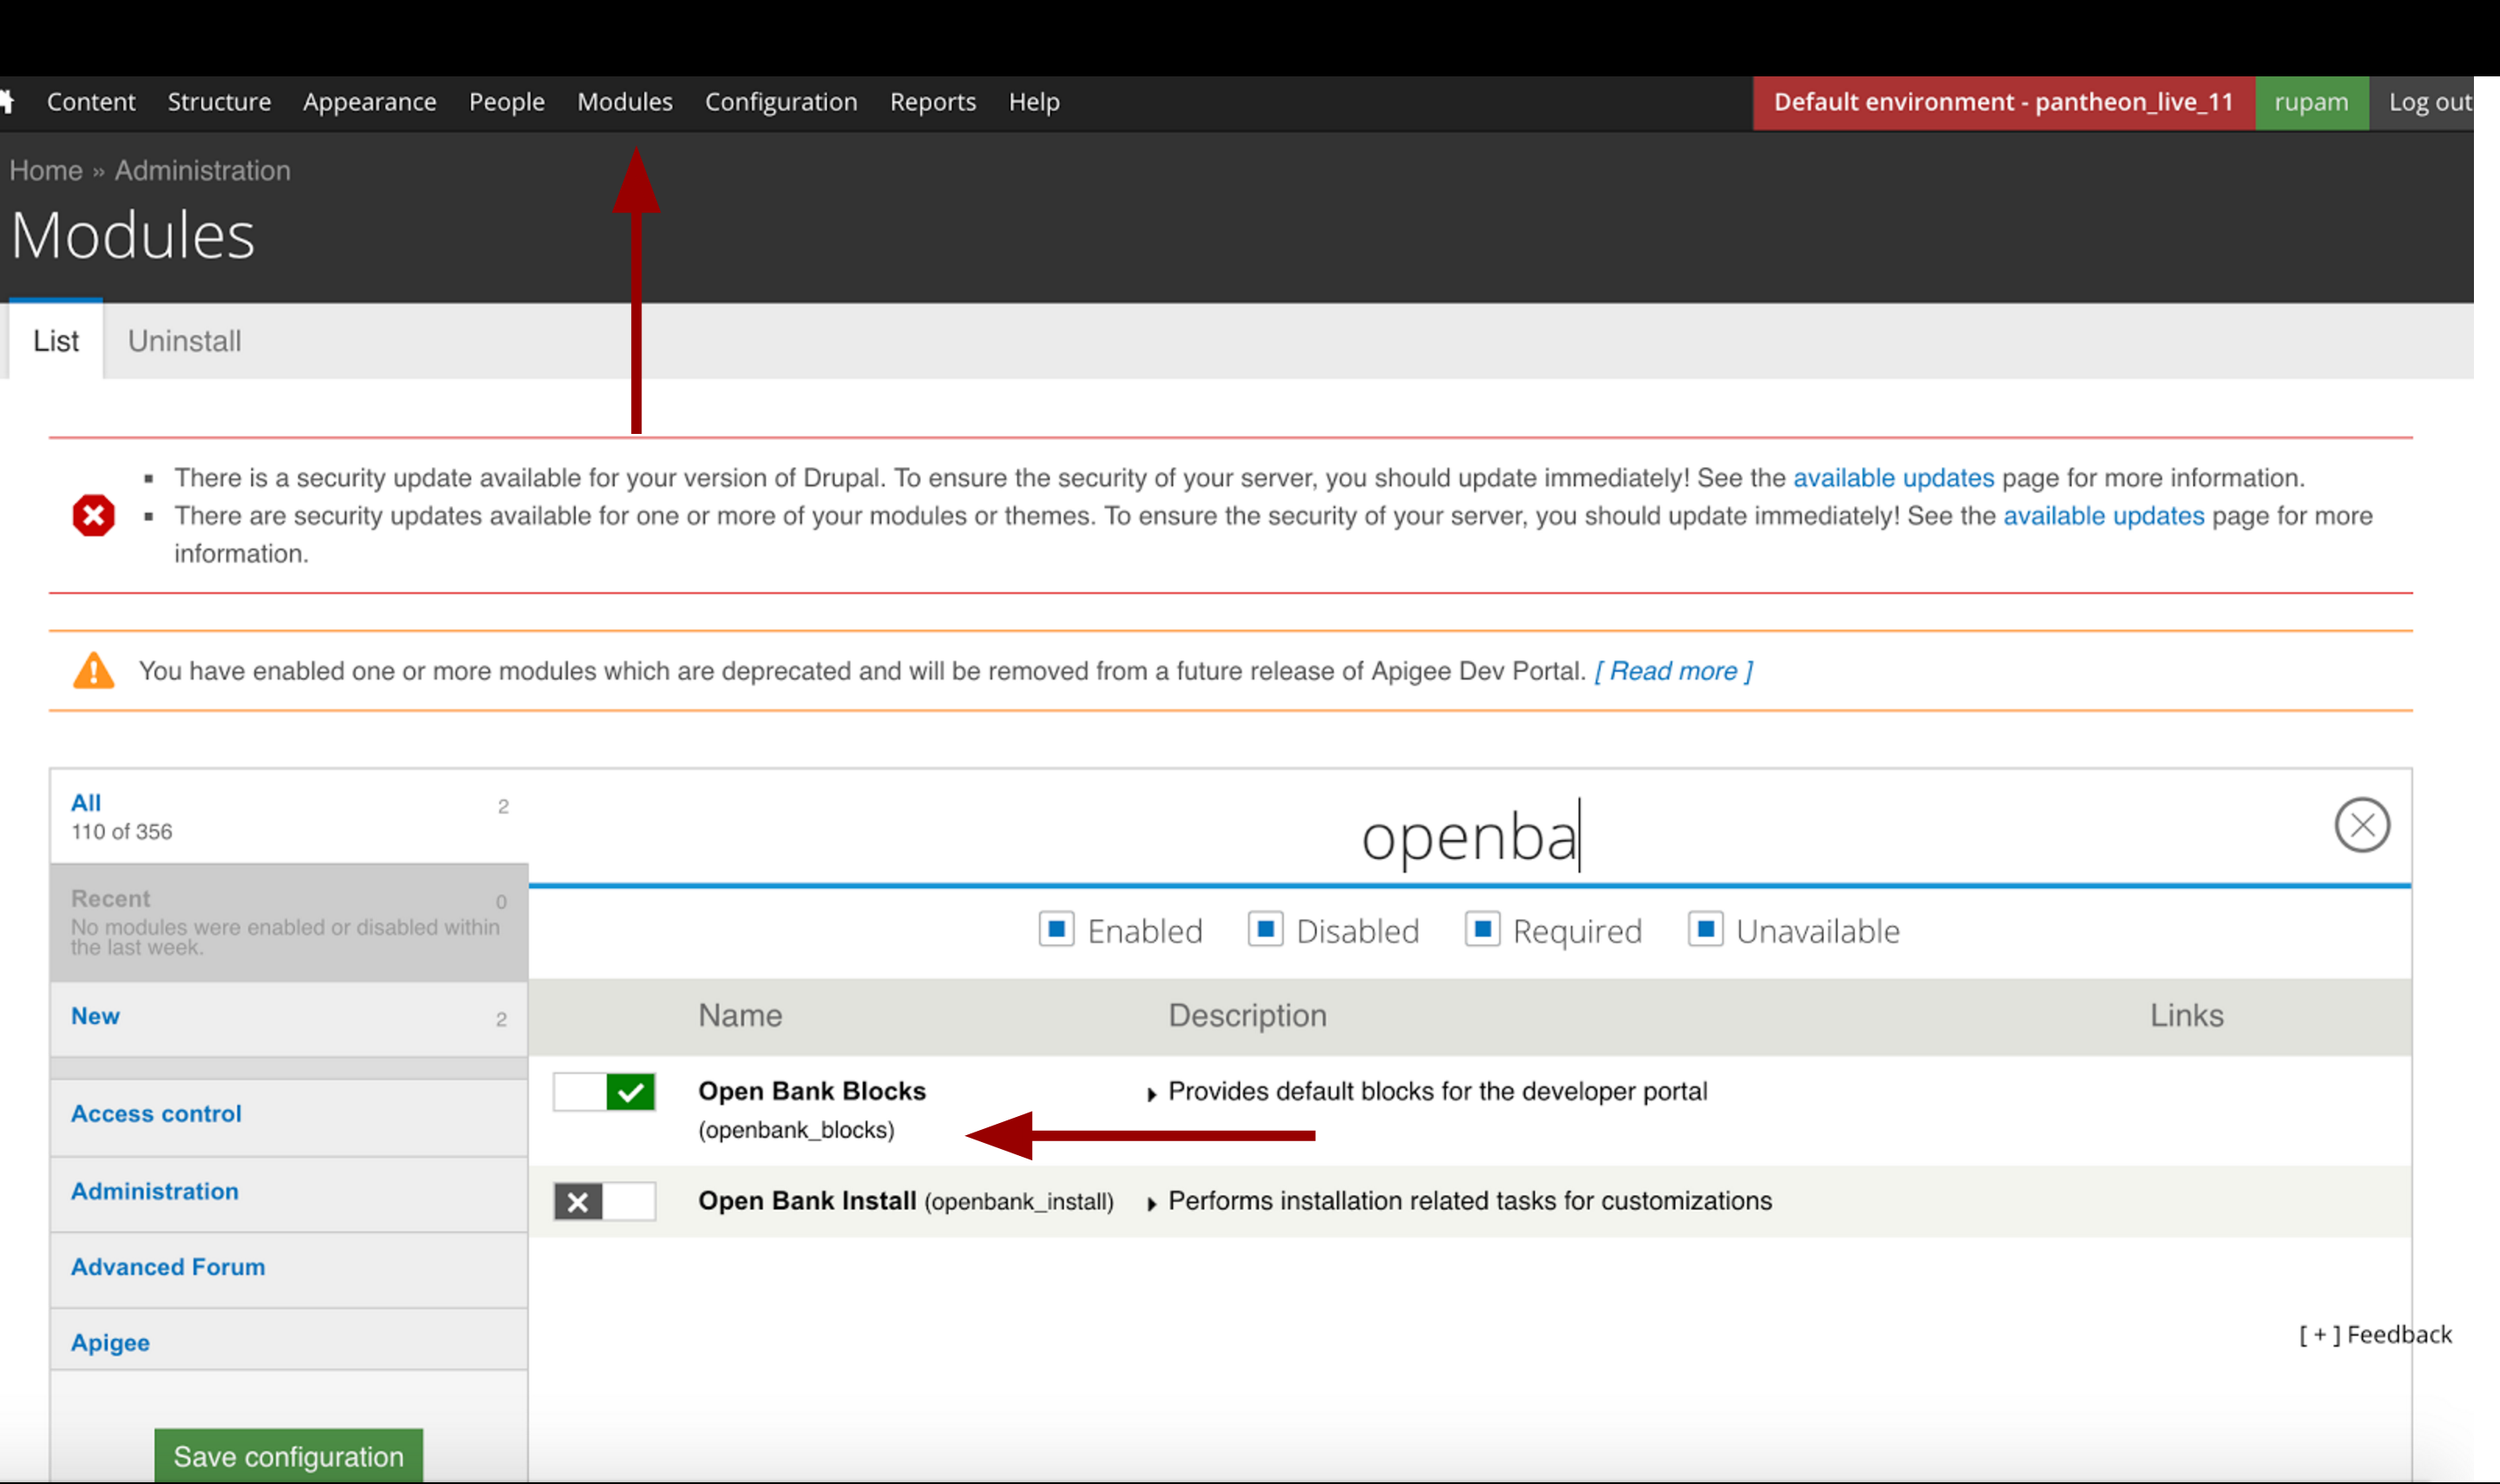 Content Structure Appearance People Modules Configuration Reports Help Default environment - pantheon_live_11 rupam Log out
Home » Administration
Modules
List Uninstall
There is a security update available for your version of Drupal. To ensure the security of your server, you should update immediately! See the available updates page for more information.
There are security updates available for one or more of your modules or themes. To ensure the security of your server, you should update immediately! See the available updates page for more
information.
You have enabled one or more modules which are deprecated and will be removed from a future release of Apigee Dev Portal. [ Read more ]
All 2
110 of 356
openba
Recent 0
No modules were enabled or disabled within
the last week.
Enabled Disabled Required Unavailable
New 2
Name Description Links
Access control
Open Bank Blocks Provides default blocks for the developer portal
(openbank_blocks)
Administration
Open Bank Install (openbank_install) Performs installation related tasks for customizations
Advanced Forum
Apigee
[ + ] Feedback
Save configuration